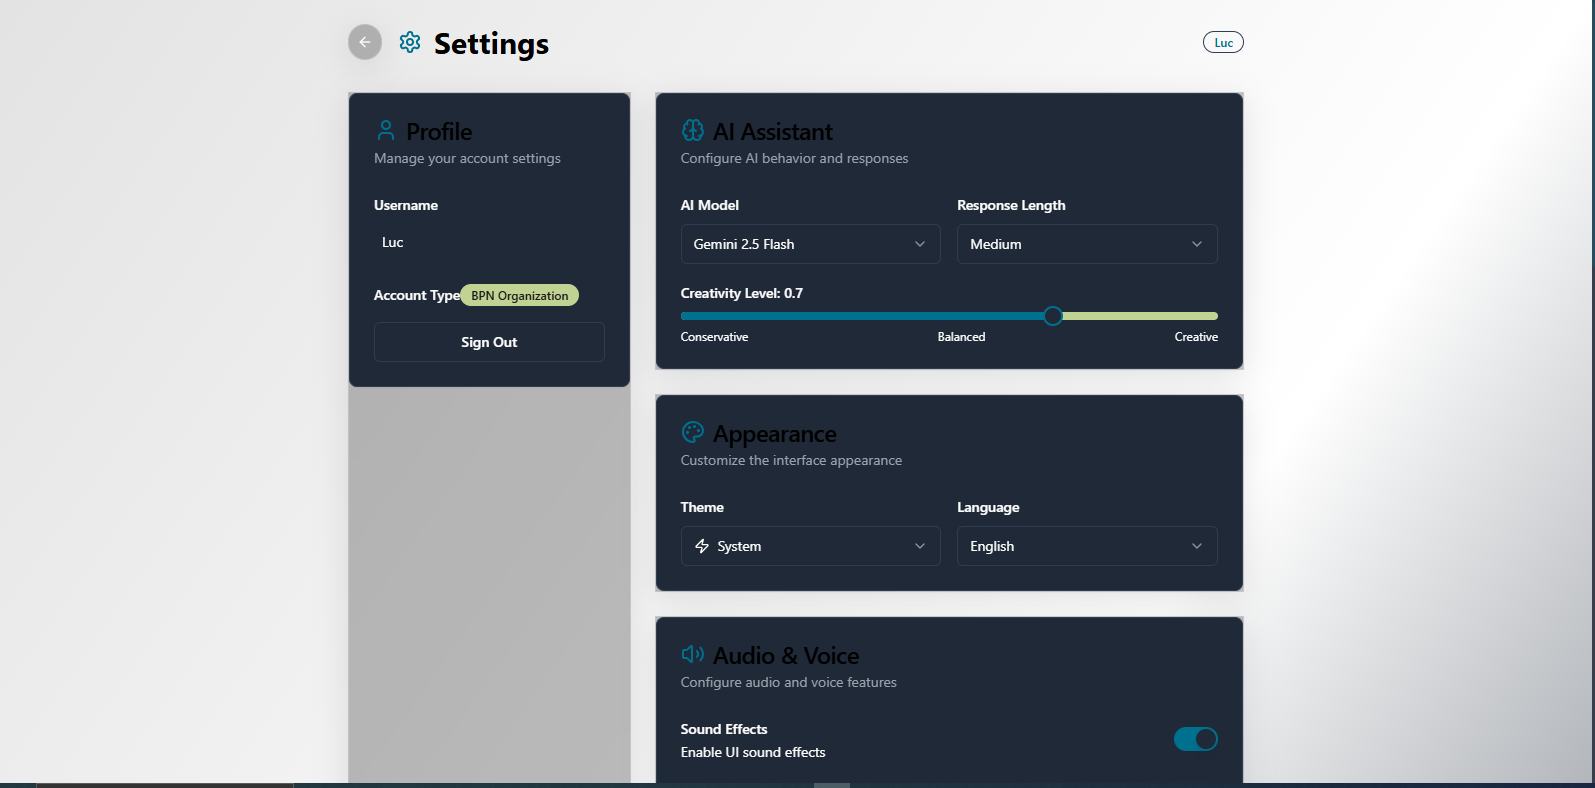 Settings
Luc
Profile
Manage your account settings
Username
Luc
Account Type BPN Organization
Sign Out
AI Assistant
Configure AI behavior and responses
AI Model
Response Length
Gemini 2.5 Flash
Medium
Creativity Level: 0.7
Conservative
Balanced
Creative
Appearance
Customize the interface appearance
Theme
Language
System
English
Audio & Voice
Configure audio and voice features
Sound Effects
Enable UI sound effects